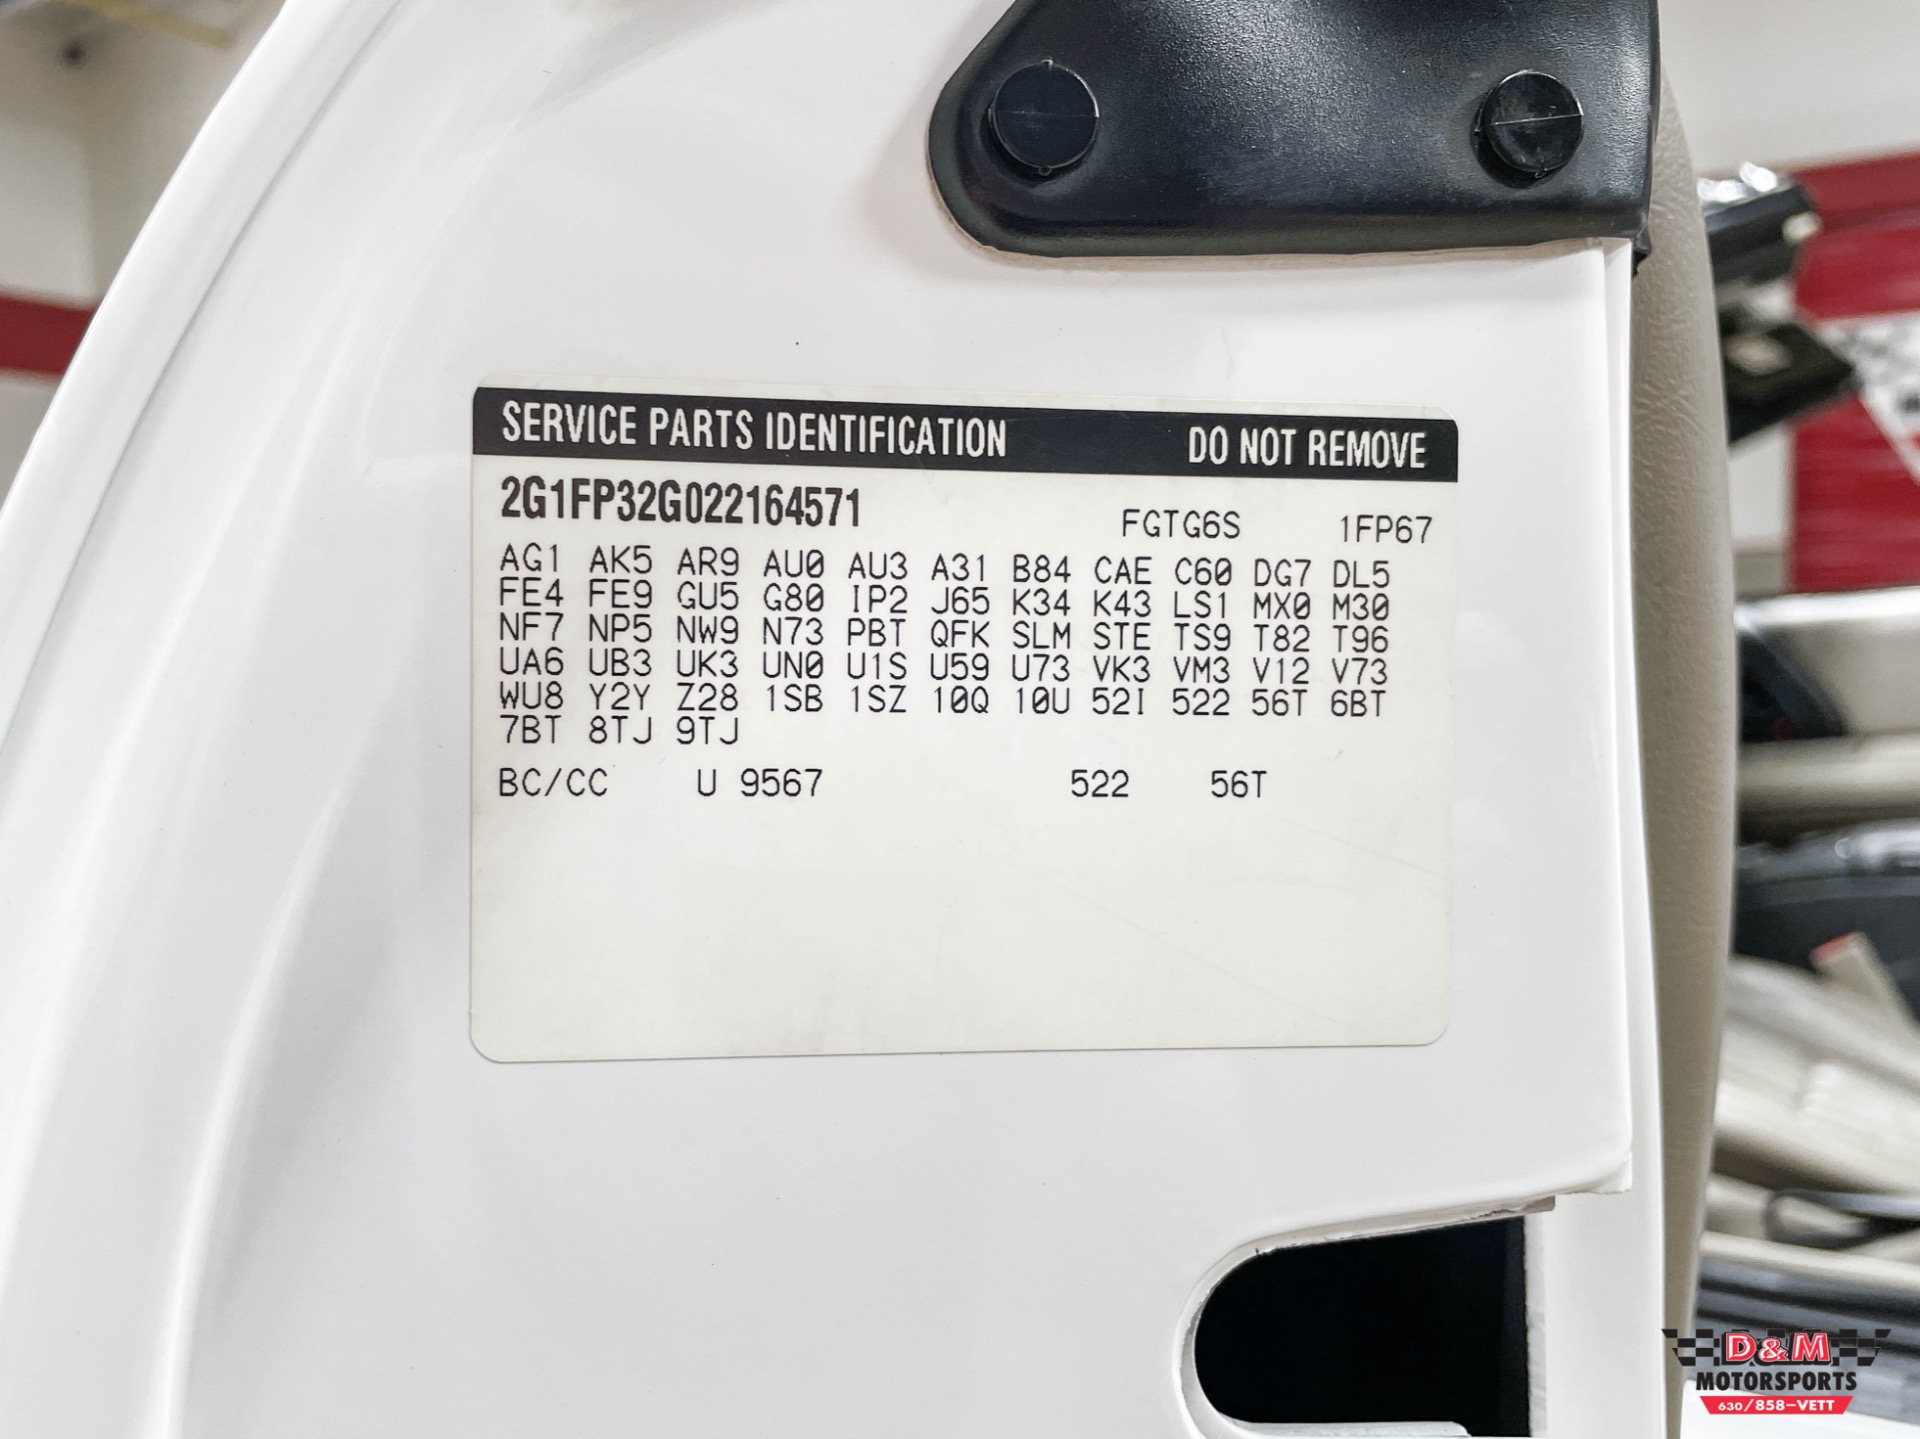 SERVICE PARTS IDENTIFICATION DO NOT REMOVE
2G1FP32G022164571 FGTG6S 1FP67
AG1 AK5 AR9 AU0 AU3 A31 B84 CAE C60 DG7 DL5
FE4 FE9 GU5 G80 IP2 J65 K34 K43 LS1 MX0 M30
NF7 NP5 NW9 N73 PBT QFK SLM STE TS9 T82 T96
UA6 UB3 UK3 UN0 U1S U59 U73 VK3 VM3 V12 V73
WU8 Y2Y Z28 1SB 1SZ 10Q 10U 52I 522 56T 6BT
7BT 8TJ 9TJ
BC/CC U 9567 522 56T
D&M
MOTORSPORTS
630/858-VETT